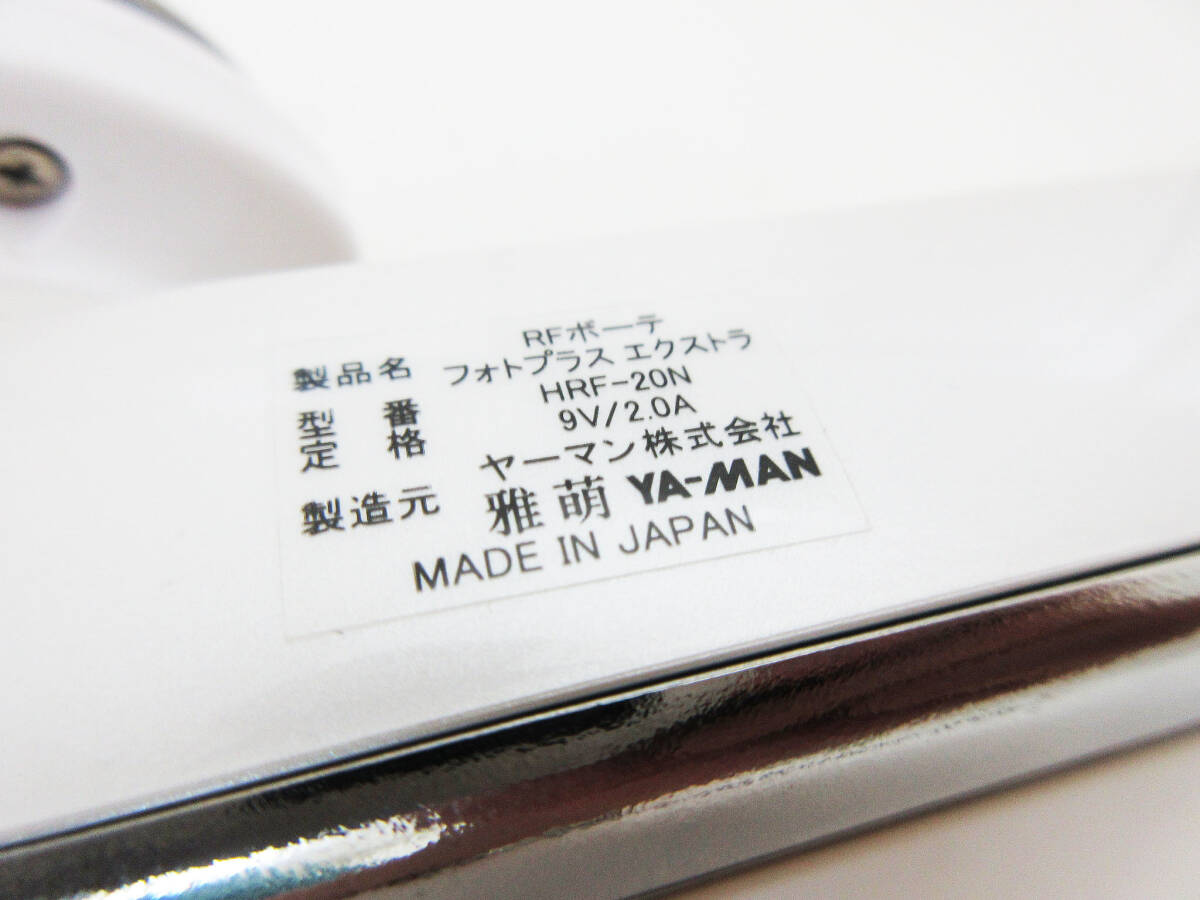 製品名 RFボーテ
フォトプラス エクストラ
型番 HRF-20N
定格 9V/2.0A
製造元 ヤーマン株式会社
雅萌 YA-MAN
MADE IN JAPAN